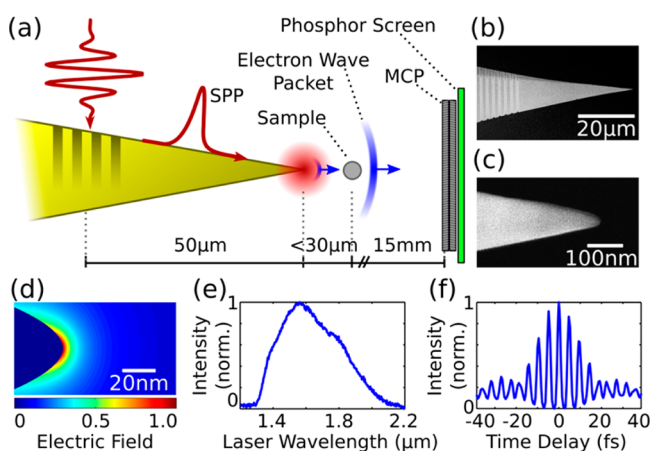 (a)
SPP
Phosphor Screen
Electron Wave
Packet
MCP
Sample
50µm
<30µm
15mm
(b)
20µm
(c)
100nm
(d)
20nm
0 0.5 1.0
Electric Field
(e)
Intensity
(norm.)
1
0
1.4 1.8 2.2
Laser Wavelength (µm)
(f)
Intensity
(norm.)
1
0
-40 -20 0 20 40
Time Delay (fs)